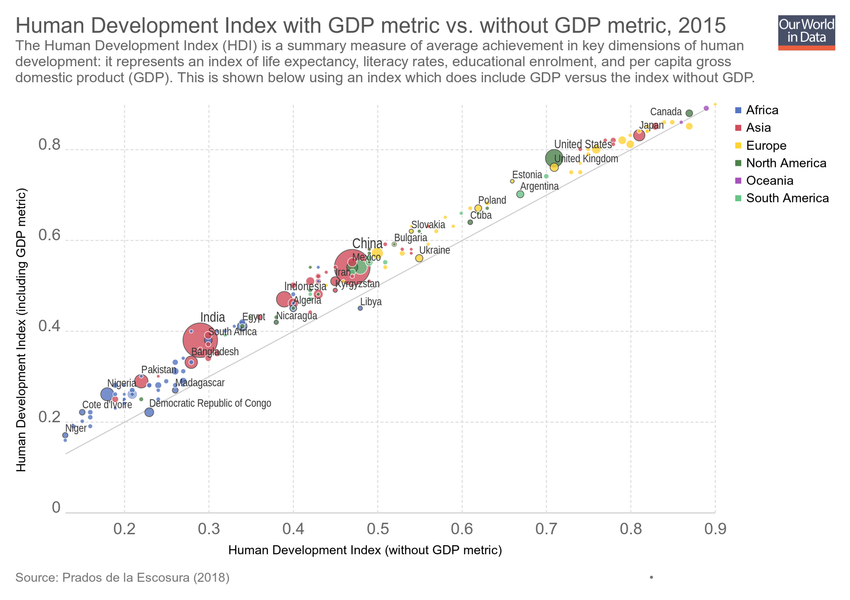 Human Development Index with GDP metric vs. without GDP metric, 2015
Our World
in Data
The Human Development Index (HDI) is a summary measure of average achievement in key dimensions of human
development: it represents an index of life expectancy, literacy rates, educational enrolment, and per capita gross
domestic product (GDP). This is shown below using an index which does include GDP versus the index without GDP.
Africa
Asia
Europe
North America
Oceania
South America
Human Development Index (including GDP metric)
0.8
0.6
0.4
0.2
0
Canada
Japan
United States
United Kingdom
Estonia
Argentina
Poland
Cuba
Slovakia
Bulgaria
Ukraine
China
Mexico
Iran
Kyrgyzstan
Indonesia
Algeria
Libya
Nicaragua
Egypt
India
South Africa
Bangladesh
Pakistan
Madagascar
Nigeria
Cote d'Ivoire
Democratic Republic of Congo
Niger
0.2
0.3
0.4
0.5
0.6
0.7
0.8
0.9
Human Development Index (without GDP metric)
Source: Prados de la Escosura (2018)